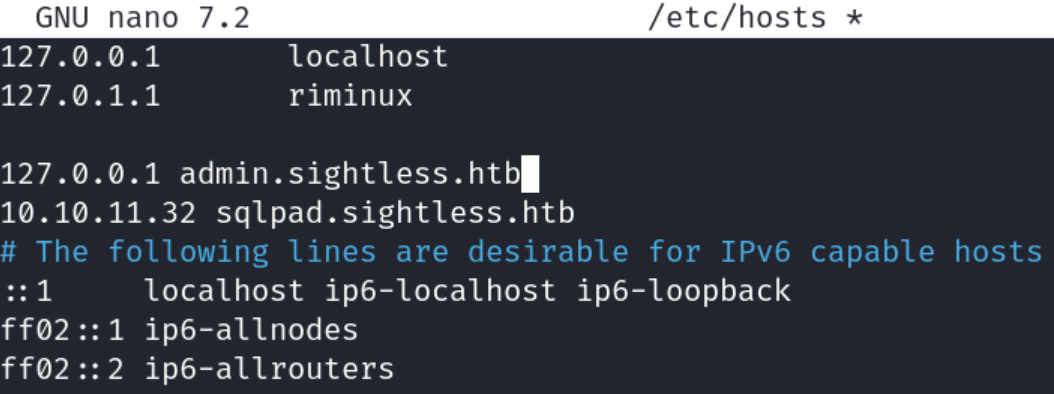 GNU nano 7.2 /etc/hosts *
127.0.0.1 localhost
127.0.1.1 riminux
127.0.0.1 admin.sightless.htb
10.10.11.32 sqlpad.sightless.htb
# The following lines are desirable for IPv6 capable hosts
::1 localhost ip6-localhost ip6-loopback
ff02::1 ip6-allnodes
ff02::2 ip6-allrouters